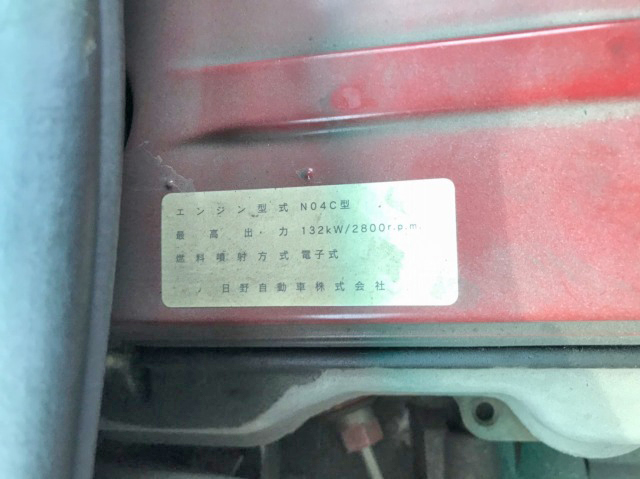 エンジン型式 N04C型
最高出力 132kW/2800r.p.m.
燃料噴射方式 電子式
日野自動車株式会社